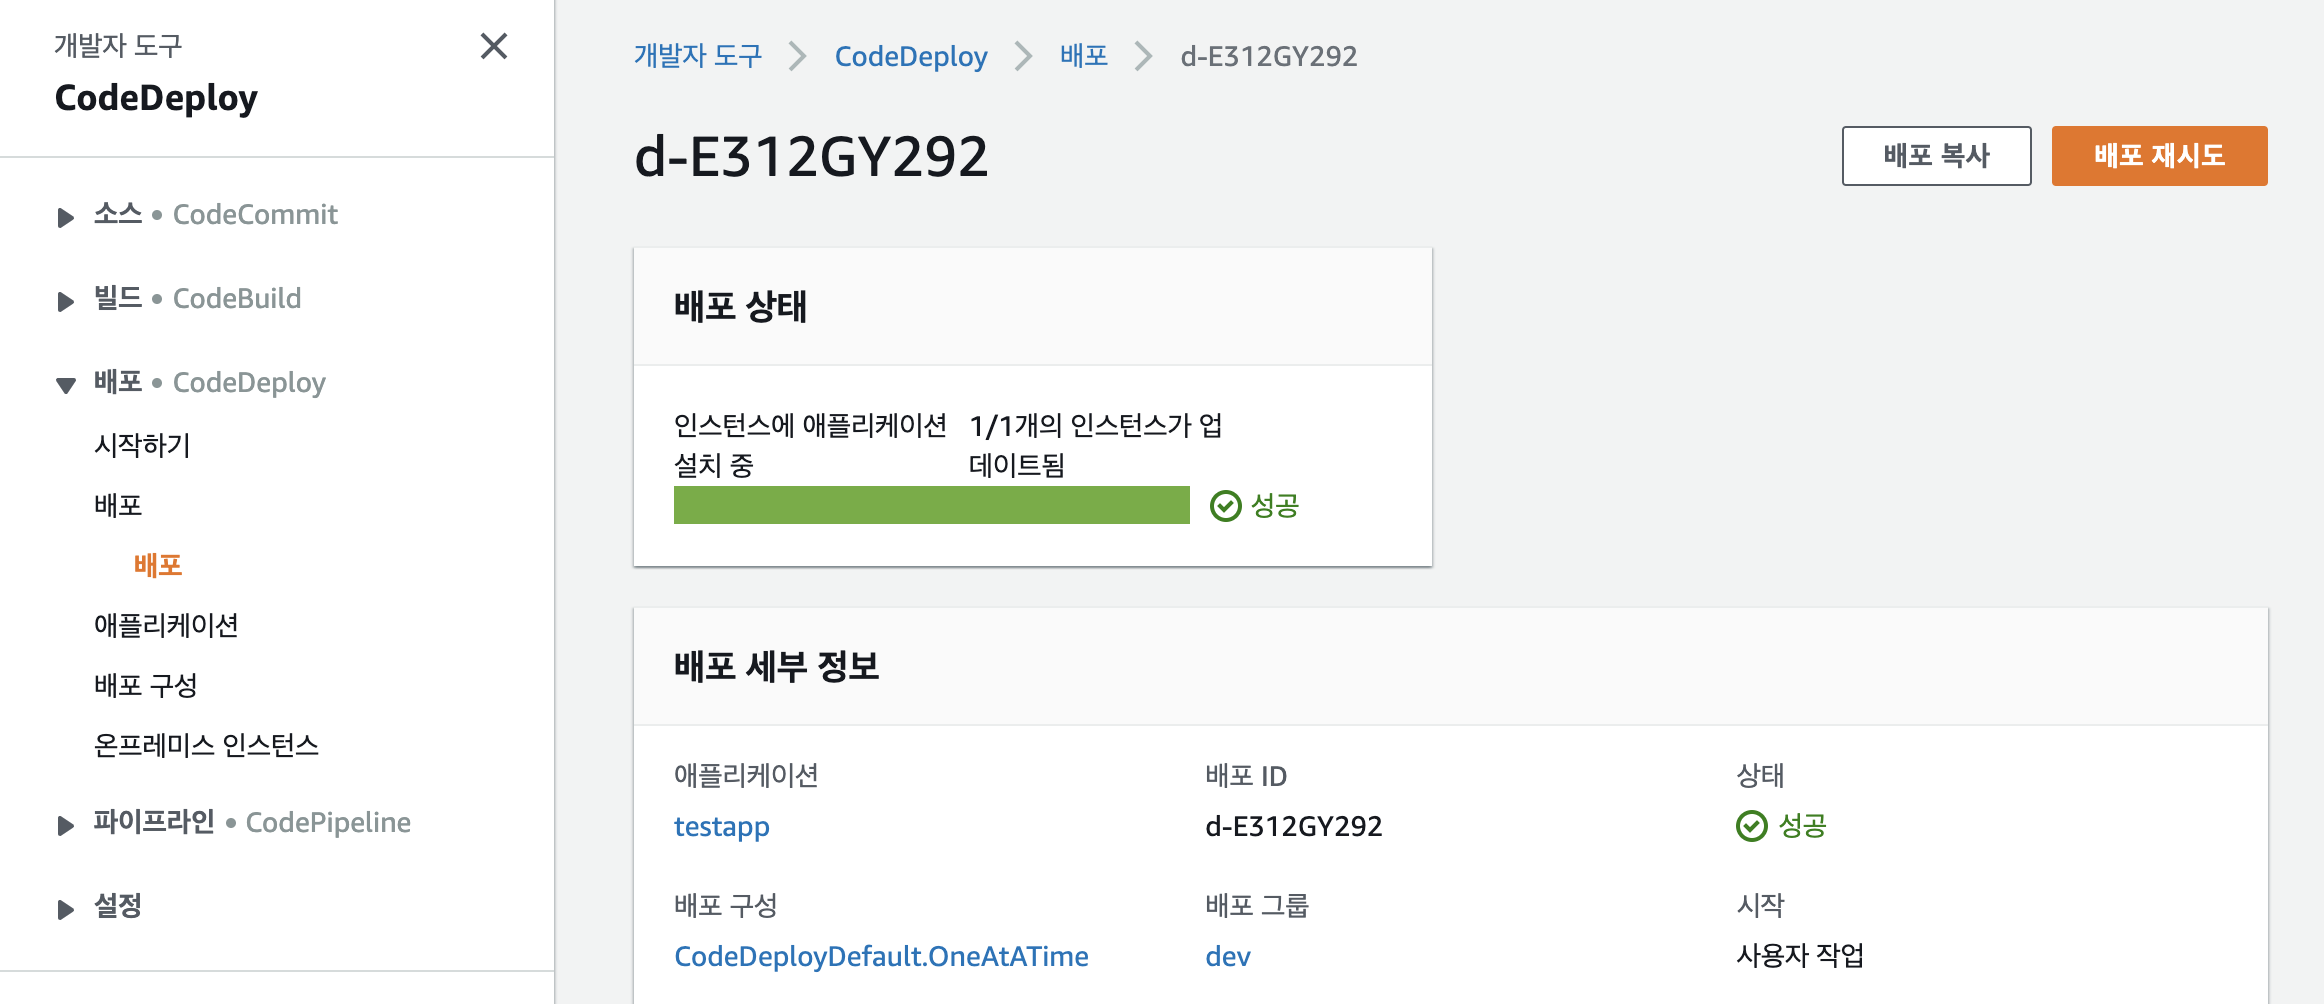 개발자 도구
CodeDeploy
소스 • CodeCommit
빌드 • CodeBuild
배포 • CodeDeploy
시작하기
배포
배포
애플리케이션
배포 구성
온프레미스 인스턴스
파이프라인 • CodePipeline
설정
개발자 도구 > CodeDeploy > 배포 > d-E312GY292
d-E312GY292
배포 복사
배포 재시도
배포 상태
인스턴스에 애플리케이션
설치 중
1/1개의 인스턴스가 업
데이트됨
성공
배포 세부 정보
애플리케이션
testapp
배포 ID
d-E312GY292
상태
성공
배포 구성
CodeDeployDefault.OneAtATime
배포 그룹
dev
시작
사용자 작업